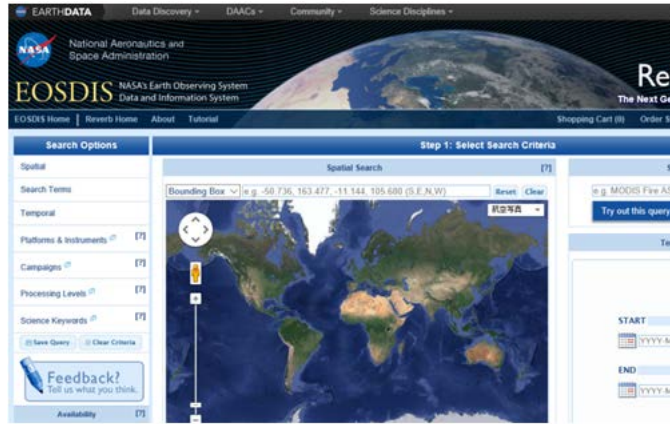 EARTHDATA Data Discovery DAACs Community Science Disciplines
NASA
National Aeronautics and
Space Administration
EOSDIS NASA's Earth Observing System
Data and Information System
Re
The Next Ge
EOSDIS Home | Reverb Home About Tutorial Shopping Cart (0) Order S
Search Options
Spatial
Search Terms
Temporal
Platforms & Instruments [?]
Campaigns [?]
Processing Levels [?]
Science Keywords [?]
Save Query Clear Criteria
Feedback?
Tell us what you think.
Availability [?]
Step 1: Select Search Criteria
Spatial Search [?]
Bounding Box e.g. -50.736, 163.477, -11.144, 105.680 (S,E,N,W) Reset Clear
航空写真
S
e.g. MODIS Fire AS
Try out this query
Te
START
YYYY-M
END
YYYY-M